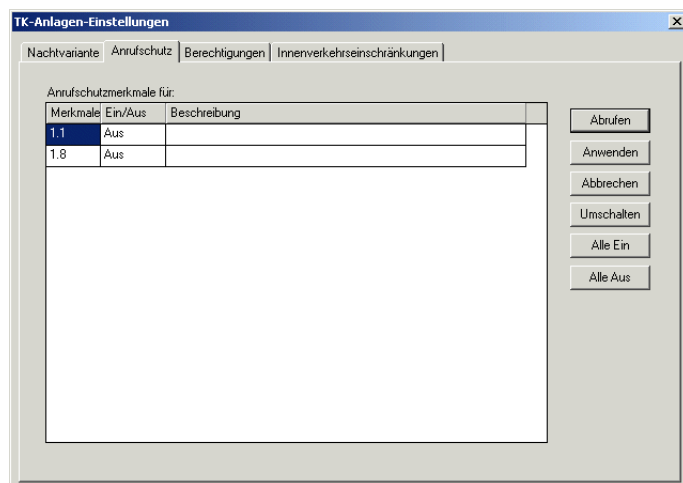 TK-Anlagen-Einstellungen
Nachtvariante Anrufschutz Berechtigungen Innenverkehrseinschränkungen
Anrufschutzmerkmale für:
Merkmale Ein/Aus Beschreibung
1.1 Aus
1.8 Aus
Abrufen
Anwenden
Abbrechen
Umschalten
Alle Ein
Alle Aus